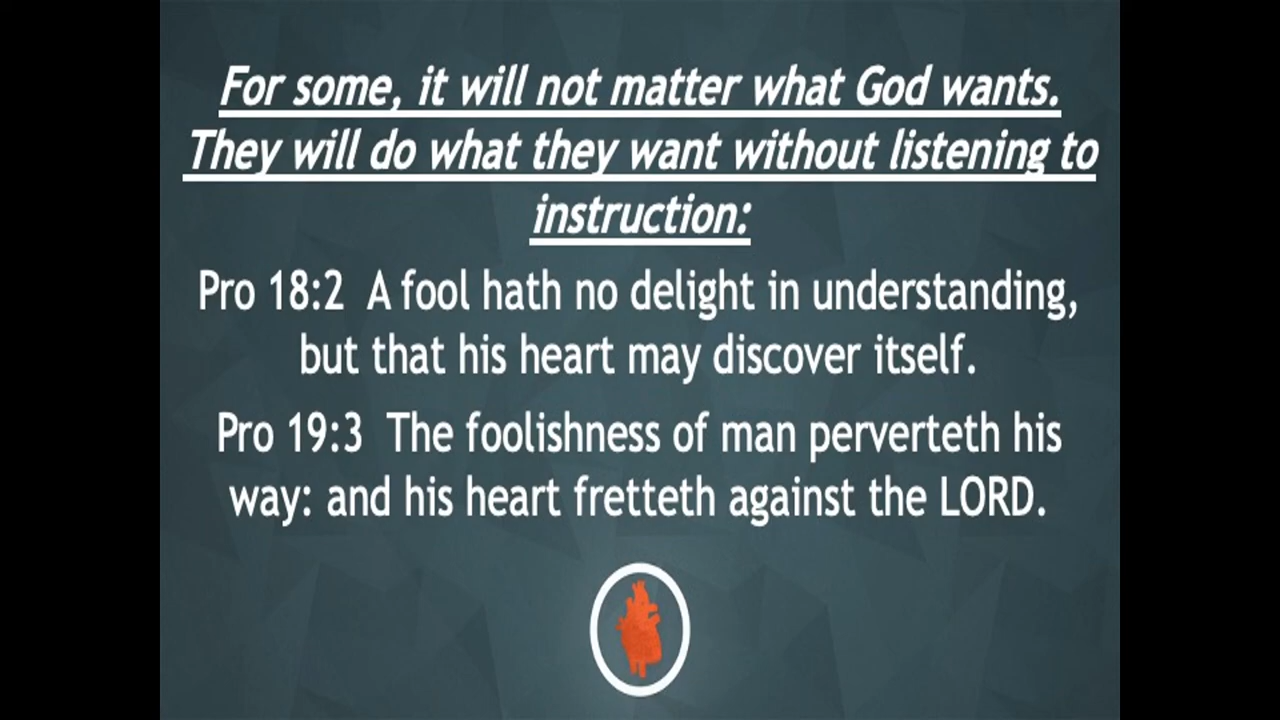 For some, it will not matter what God wants.
They will do what they want without listening to
instruction:
Pro 18:2  A fool hath no delight in understanding,
but that his heart may discover itself.
Pro 19:3  The foolishness of man perverteth his
way: and his heart fretteth against the LORD.